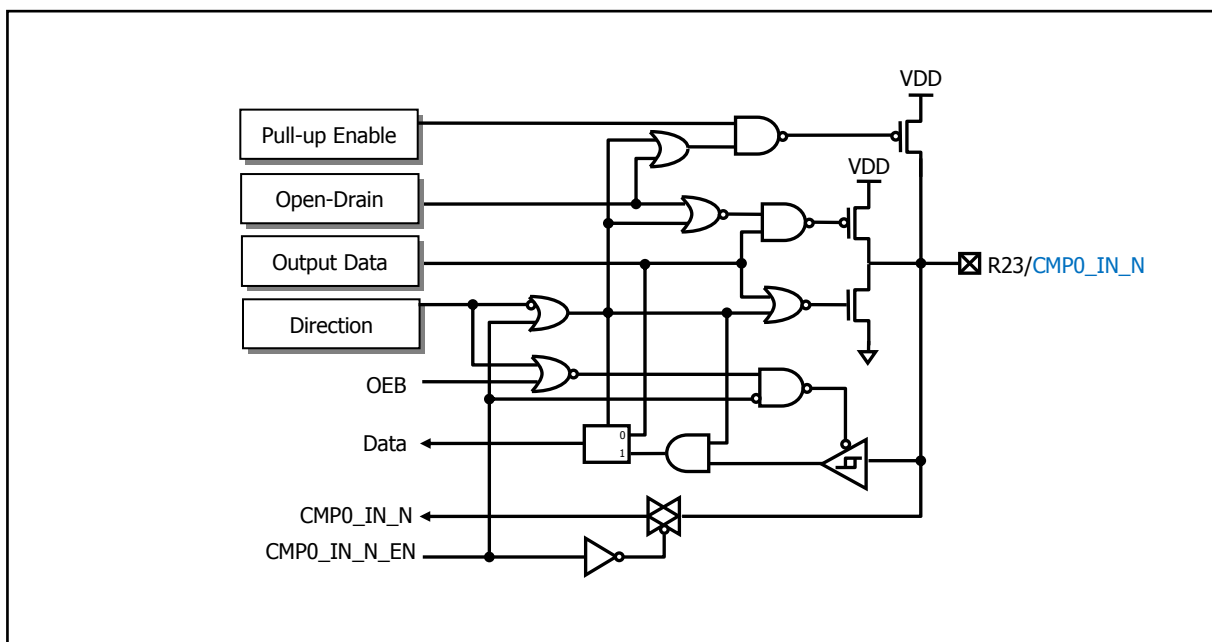 VDD
Pull-up Enable
VDD
Open-Drain
Output Data
R23/CMP0_IN_N
Direction
OEB
0
Data
1
CMP0_IN_N
CMP0_IN_N_EN